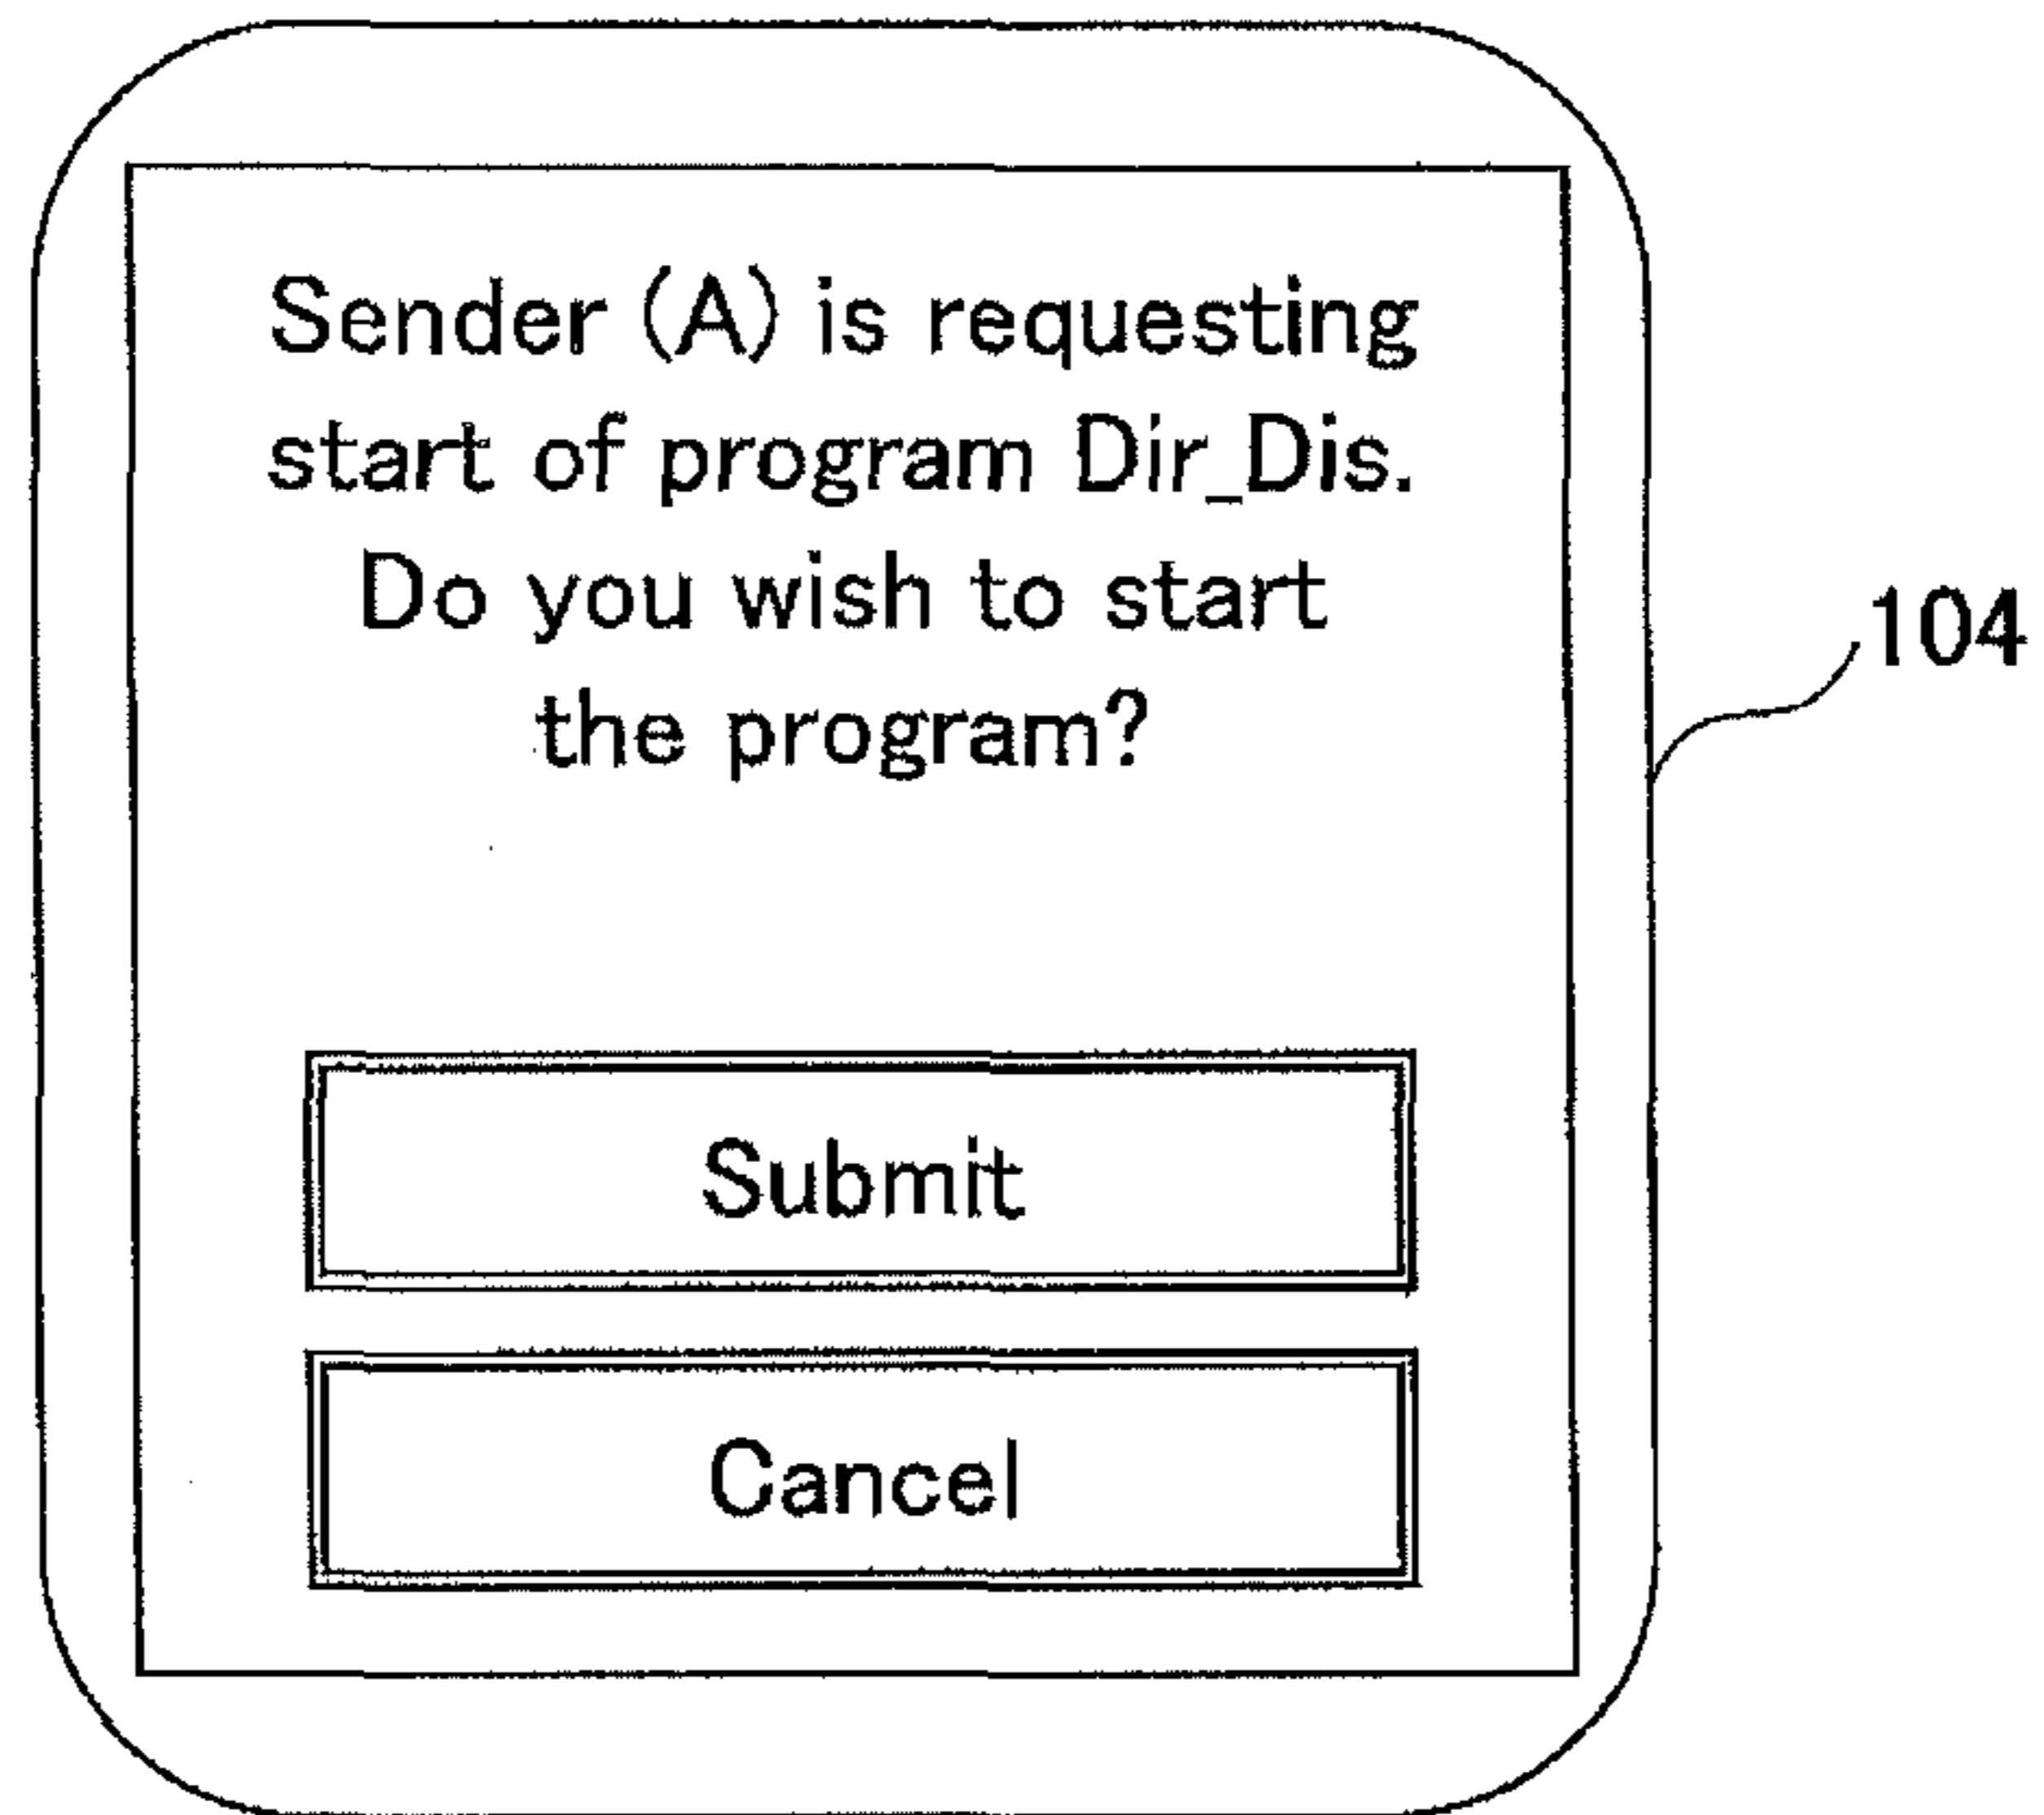 Sender (A) is requesting
start of program Dir_Dis.
Do you wish to start
the program?
104
Submit
Cancel